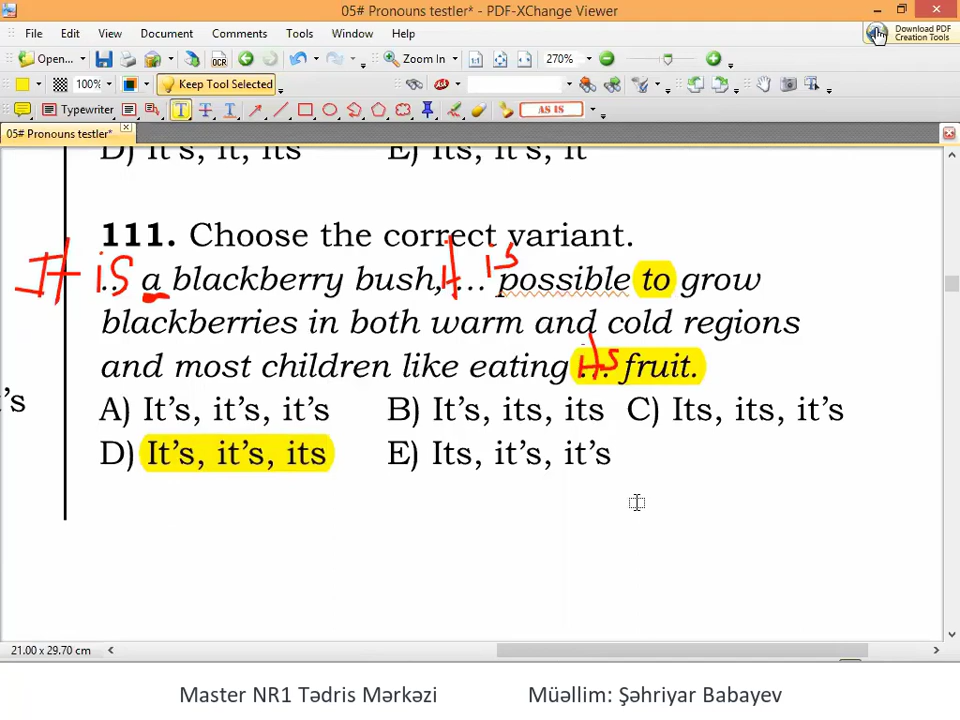 05# Pronouns testler* - PDF-XChange Viewer
File Edit View Document Comments Tools Window Help
Download PDF
Creation Tools
Open... OCR Zoom In 270%
100% Keep Tool Selected
Typewriter T T T AS IS
05# Pronouns testler*
D) It's, it, its E) Its, it's, it
111. Choose the correct variant.
It is ... a blackberry bush, it is ... possible to grow
blackberries in both warm and cold regions
and most children like eating its ... fruit.
's
A) It's, it's, it's B) It's, its, its C) Its, its, it's
D) It's, it's, its E) Its, it's, it's
21.00 x 29.70 cm
Master NR1 Tədris Mərkəzi Müəllim: Şəhriyar Babayev